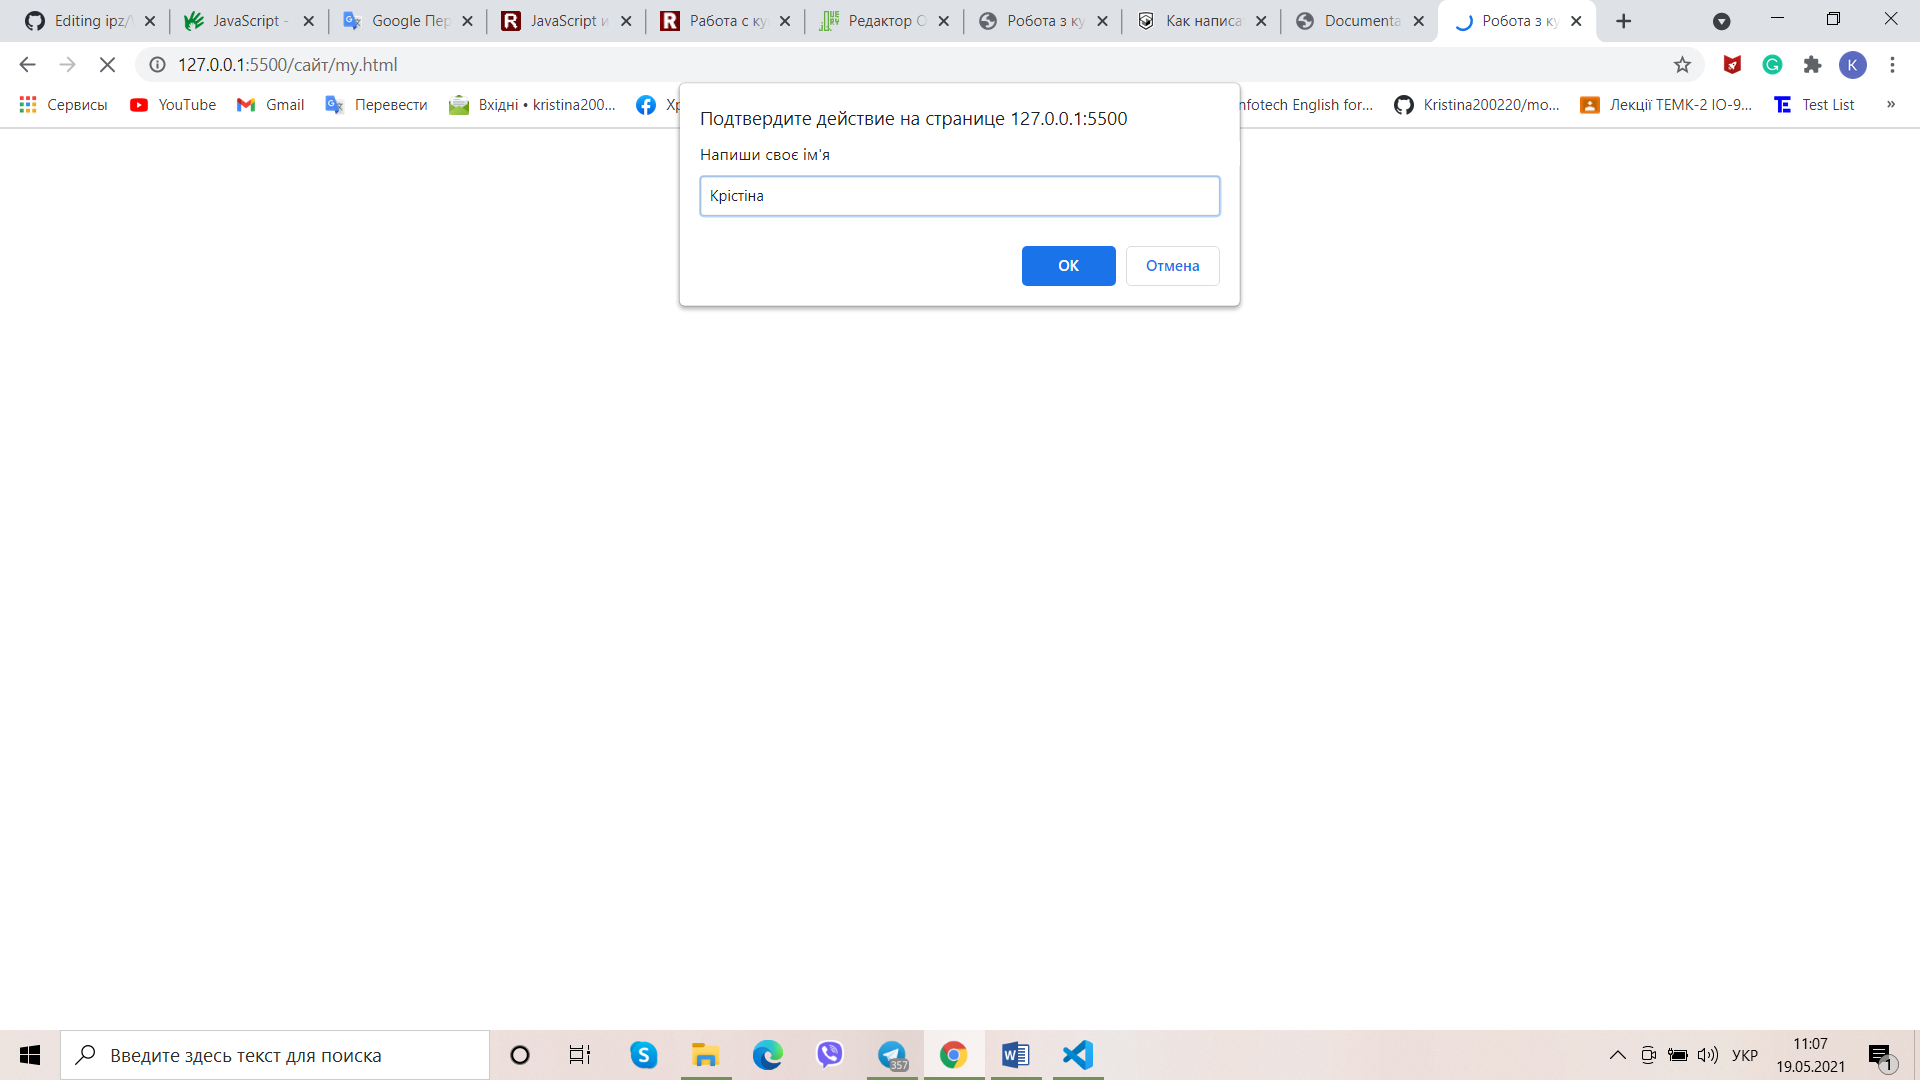 Editing ipz/
JavaScript -
Google Пер
JavaScript и
Работа с ку
Редактор О
Робота з ку
Как написа
Documenta
Робота з ку
127.0.0.1:5500/сайт/my.html
K
Сервисы
YouTube
Gmail
Перевести
Вхідні • kristina200...
Хр
nfotech English for...
Kristina200220/mo...
Лекції ТЕМК-2 ІО-9...
TE
Test List
»
Подтвердите действие на странице 127.0.0.1:5500
Напиши своє ім'я
Крістіна
ОК
Отмена
Введите здесь текст для поиска
357
УКР
11:07
19.05.2021
1